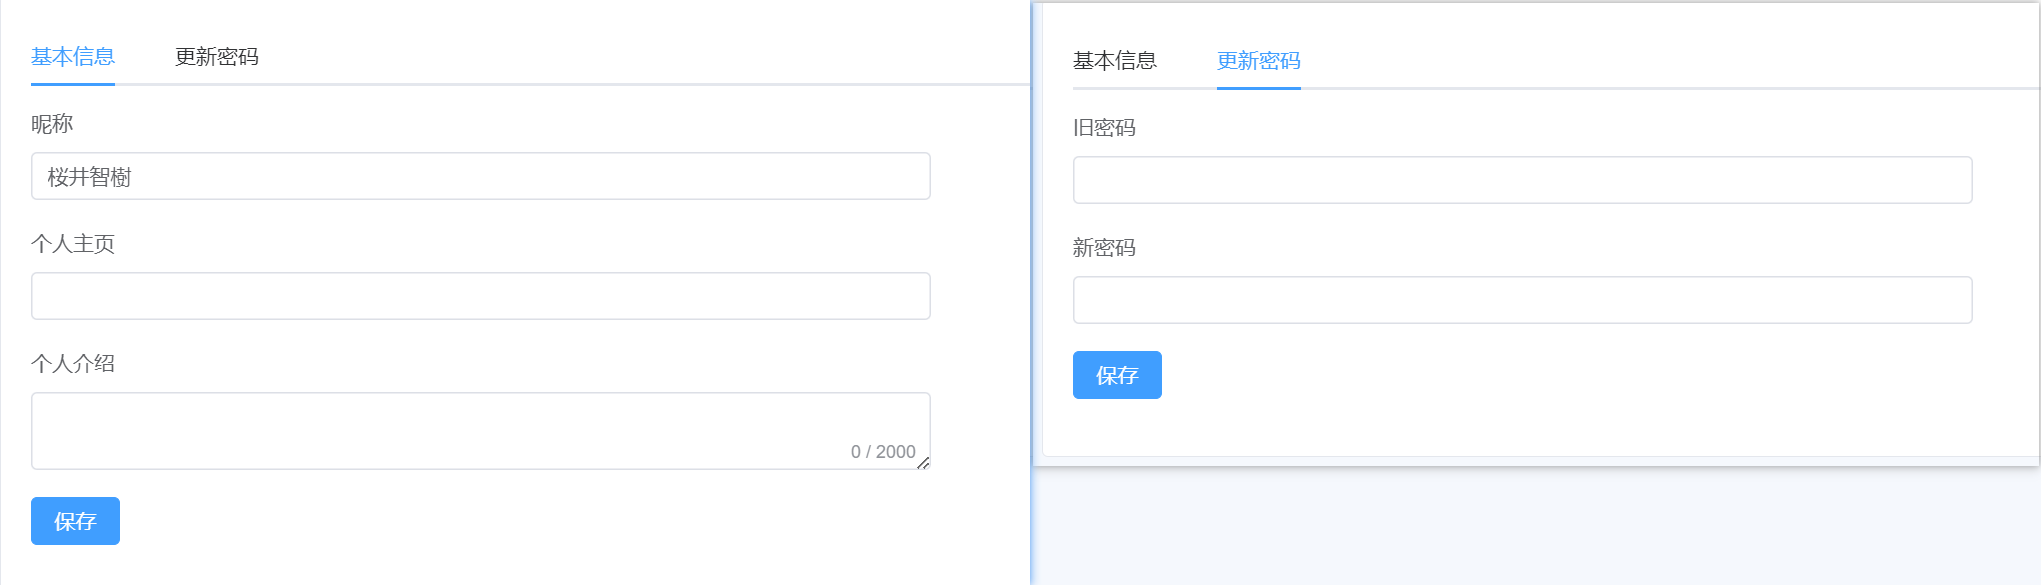 基本信息 更新密码
昵称
桜井智樹
个人主页
个人介绍
0 / 2000
保存
基本信息 更新密码
旧密码
新密码
保存